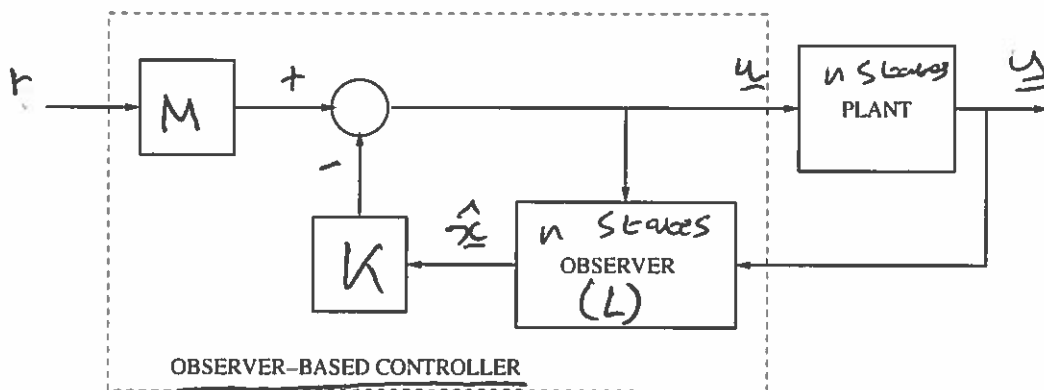 r
M
+
-
u
n States
PLANT
y
K
x̂
n States
OBSERVER
(L)
OBSERVER-BASED CONTROLLER